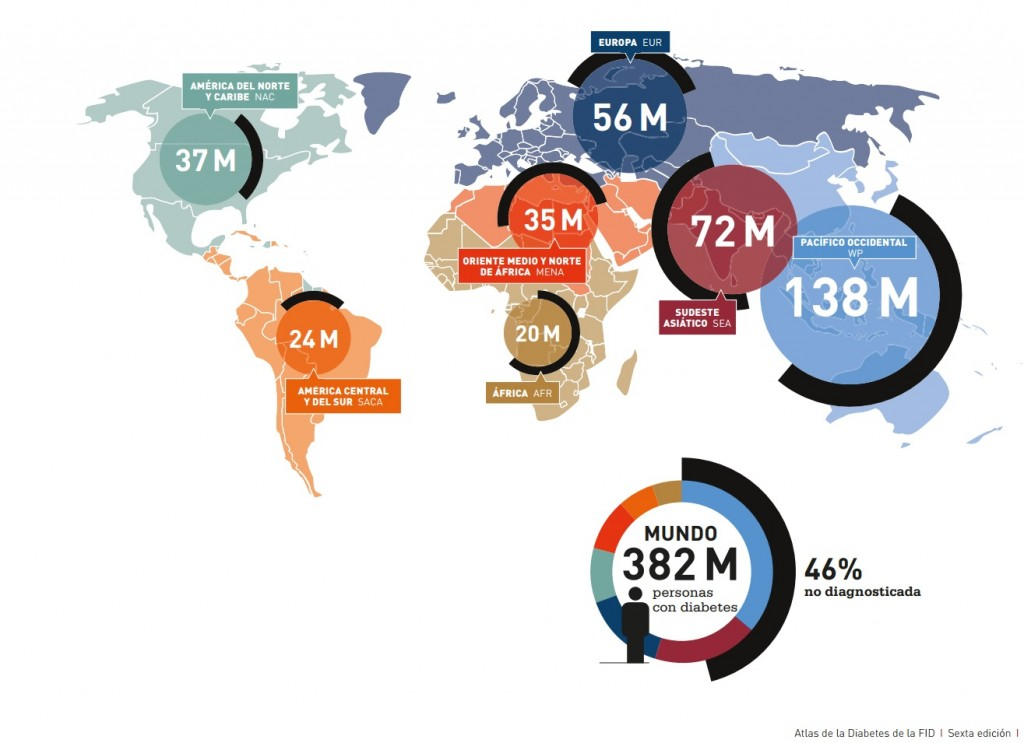 EUROPA EUR
56 M
AMÉRICA DEL NORTE
Y CARIBE NAC
37 M
35 M
ORIENTE MEDIO Y NORTE
DE ÁFRICA MENA
72 M
SUDESTE
ASIÁTICO SEA
PACÍFICO OCCIDENTAL
WP
138 M
24 M
AMÉRICA CENTRAL
Y DEL SUR SACA
20 M
ÁFRICA AFR
MUNDO
382 M
personas
con diabetes
46%
no diagnosticada
Atlas de la Diabetes de la FID | Sexta edición |